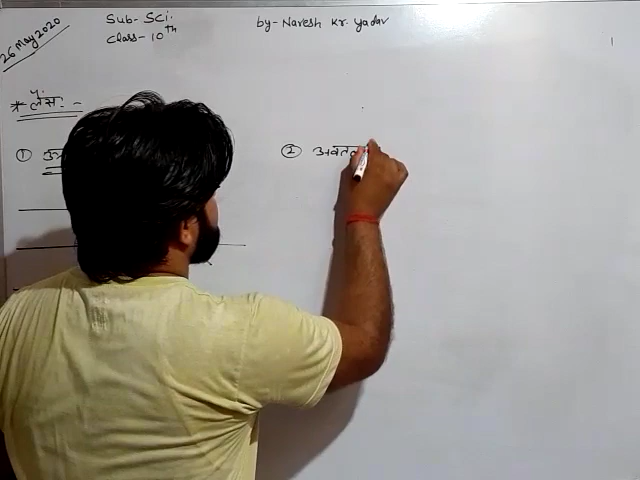 26 May 2020
Sub- Sci.
Class- 10th
by- Naresh Kr. Yadav
* लेंस :-
①
② अवतल